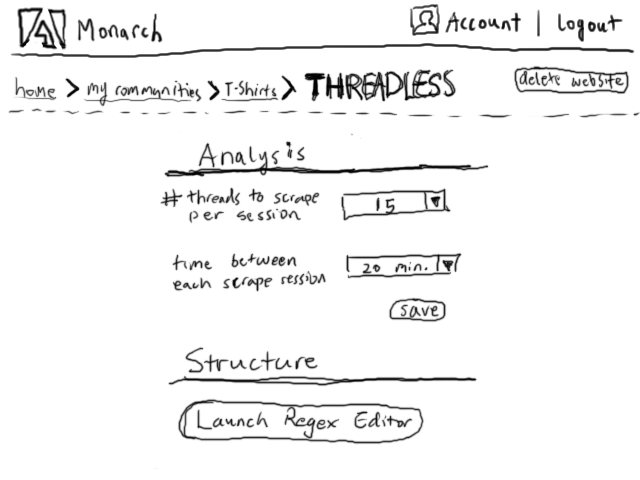 Monarch
Account | Logout
home > my communities > T-Shirts > THREADLESS
delete website
Analysis
# threads to scrape
per session
15
time between
each scrape session
20 min.
save
Structure
Launch Regex Editor